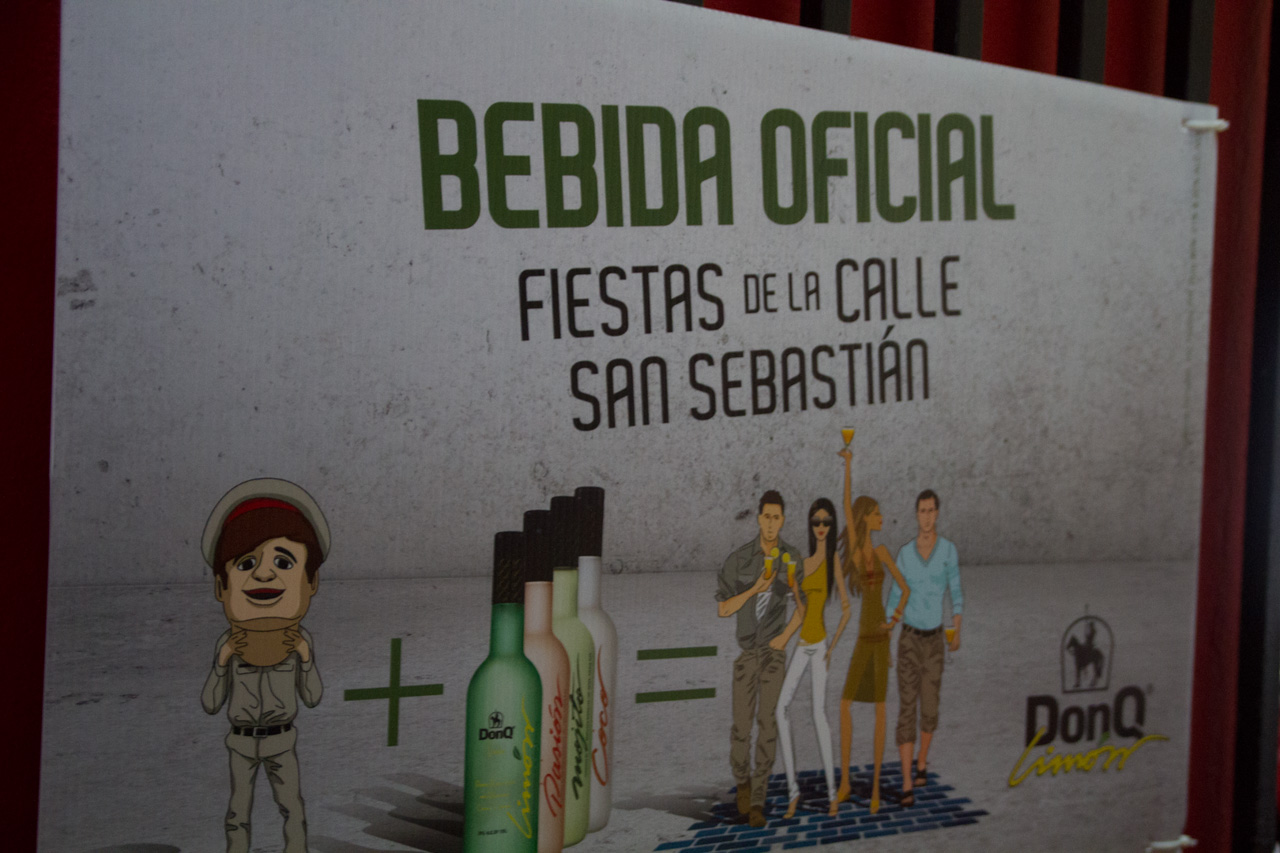 BEBIDA OFICIAL
FIESTAS DE LA CALLE
SAN SEBASTIÁN
DonQ
Limón
Pasión
mojito
Coco
DonQ
Limón